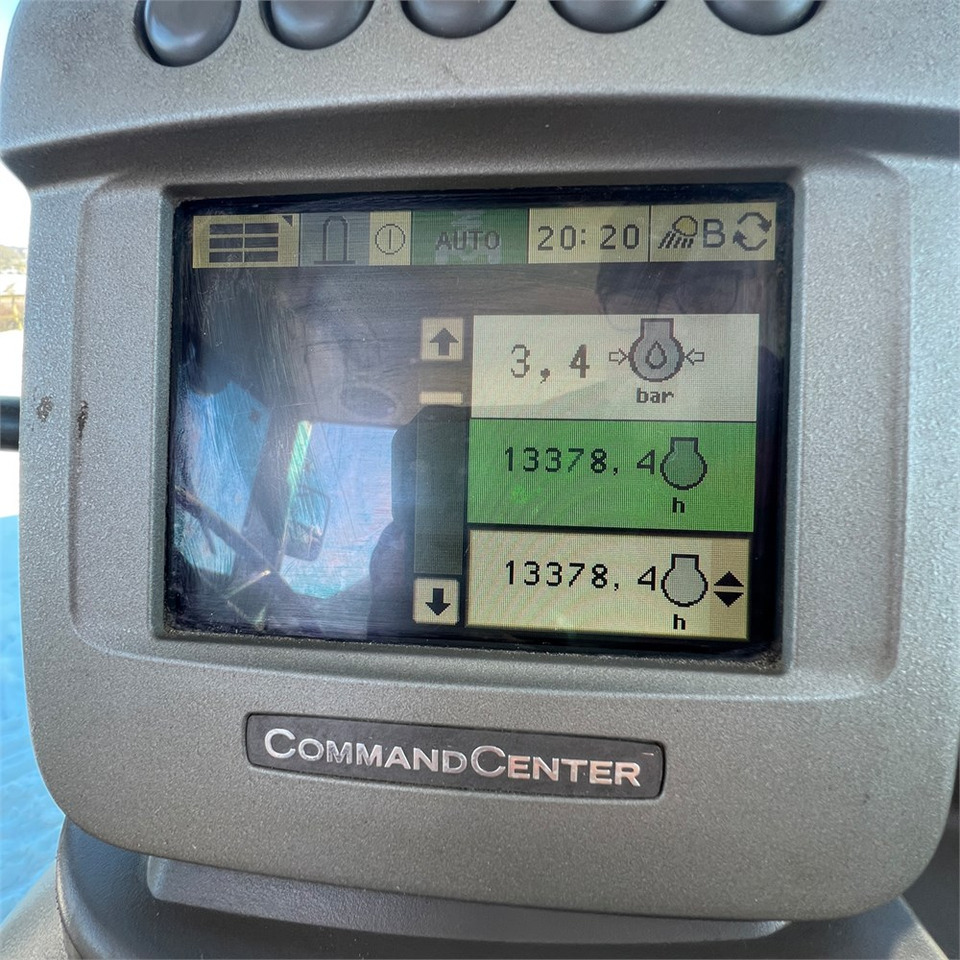 AUTO 20:20 B
3,4
bar
13378,4
h
13378,4
h
COMMANDCENTER